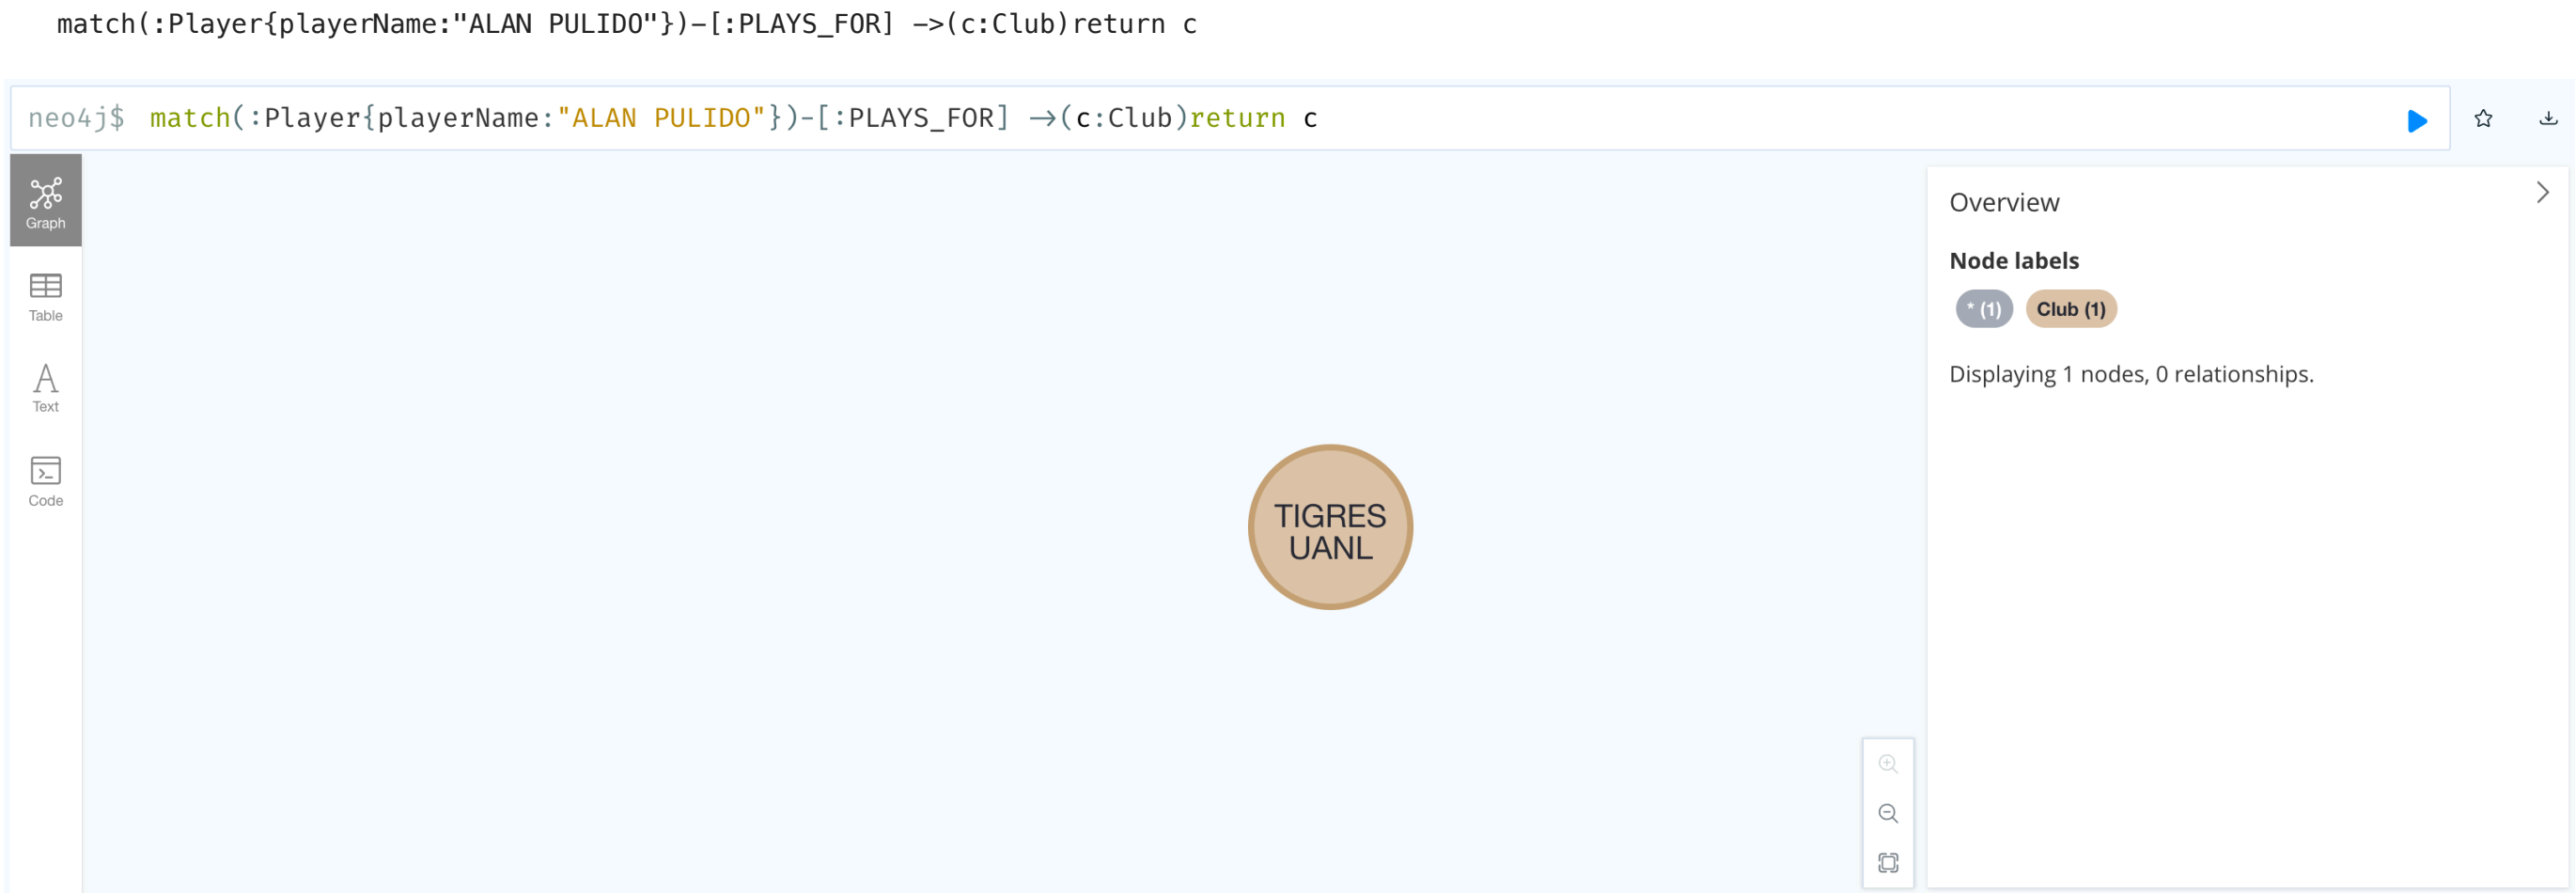 match(:Player{playerName:"ALAN PULIDO"})-[:PLAYS_FOR] ->(c:Club)return c
neo4j$ match(:Player{playerName:"ALAN PULIDO"})-[:PLAYS_FOR] ->(c:Club)return c
Graph
Table
Text
Code
TIGRES
UANL
Overview
Node labels
* (1) Club (1)
Displaying 1 nodes, 0 relationships.